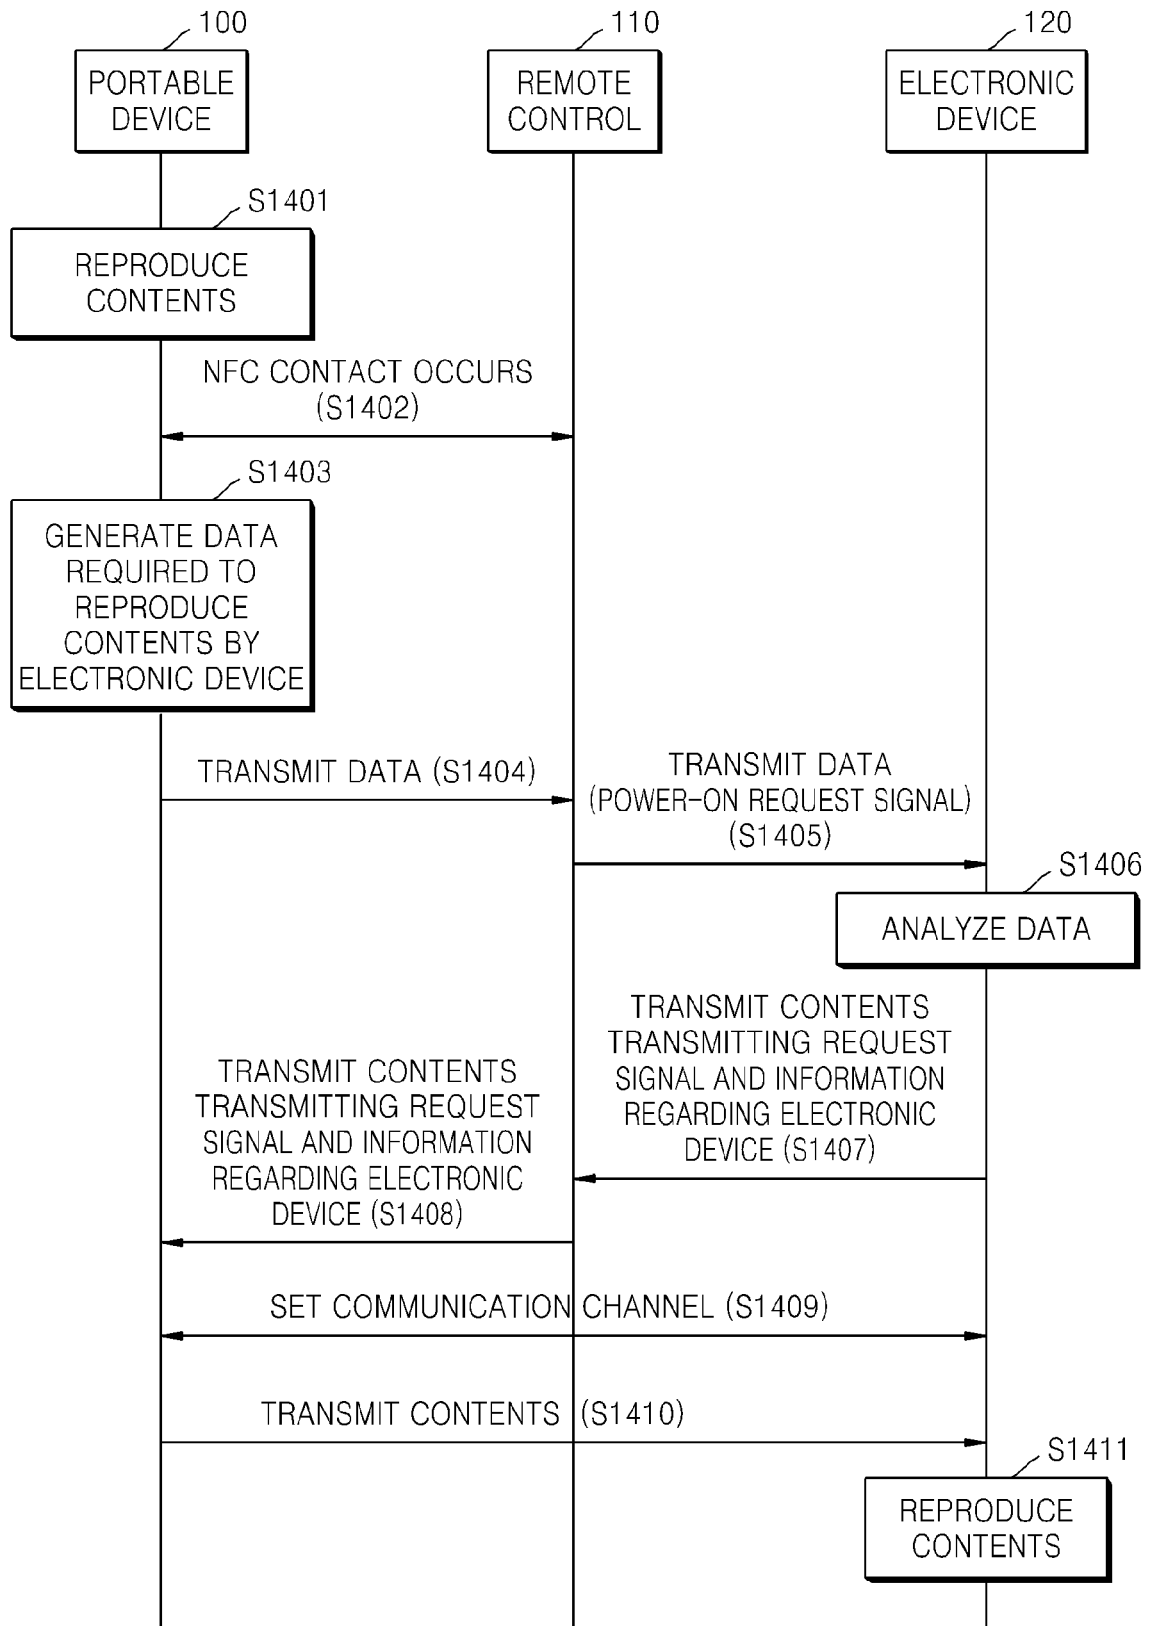 100
110
120
PORTABLE
DEVICE
REMOTE
CONTROL
ELECTRONIC
DEVICE
S1401
REPRODUCE
CONTENTS
NFC CONTACT OCCURS
(S1402)
S1403
GENERATE DATA
REQUIRED TO
REPRODUCE
CONTENTS BY
ELECTRONIC DEVICE
TRANSMIT DATA (S1404)
TRANSMIT DATA
(POWER-ON REQUEST SIGNAL)
(S1405)
S1406
ANALYZE DATA
TRANSMIT CONTENTS
TRANSMITTING REQUEST
SIGNAL AND INFORMATION
REGARDING ELECTRONIC
DEVICE (S1407)
TRANSMIT CONTENTS
TRANSMITTING REQUEST
SIGNAL AND INFORMATION
REGARDING ELECTRONIC
DEVICE (S1408)
SET COMMUNICATION CHANNEL (S1409)
TRANSMIT CONTENTS (S1410)
S1411
REPRODUCE
CONTENTS